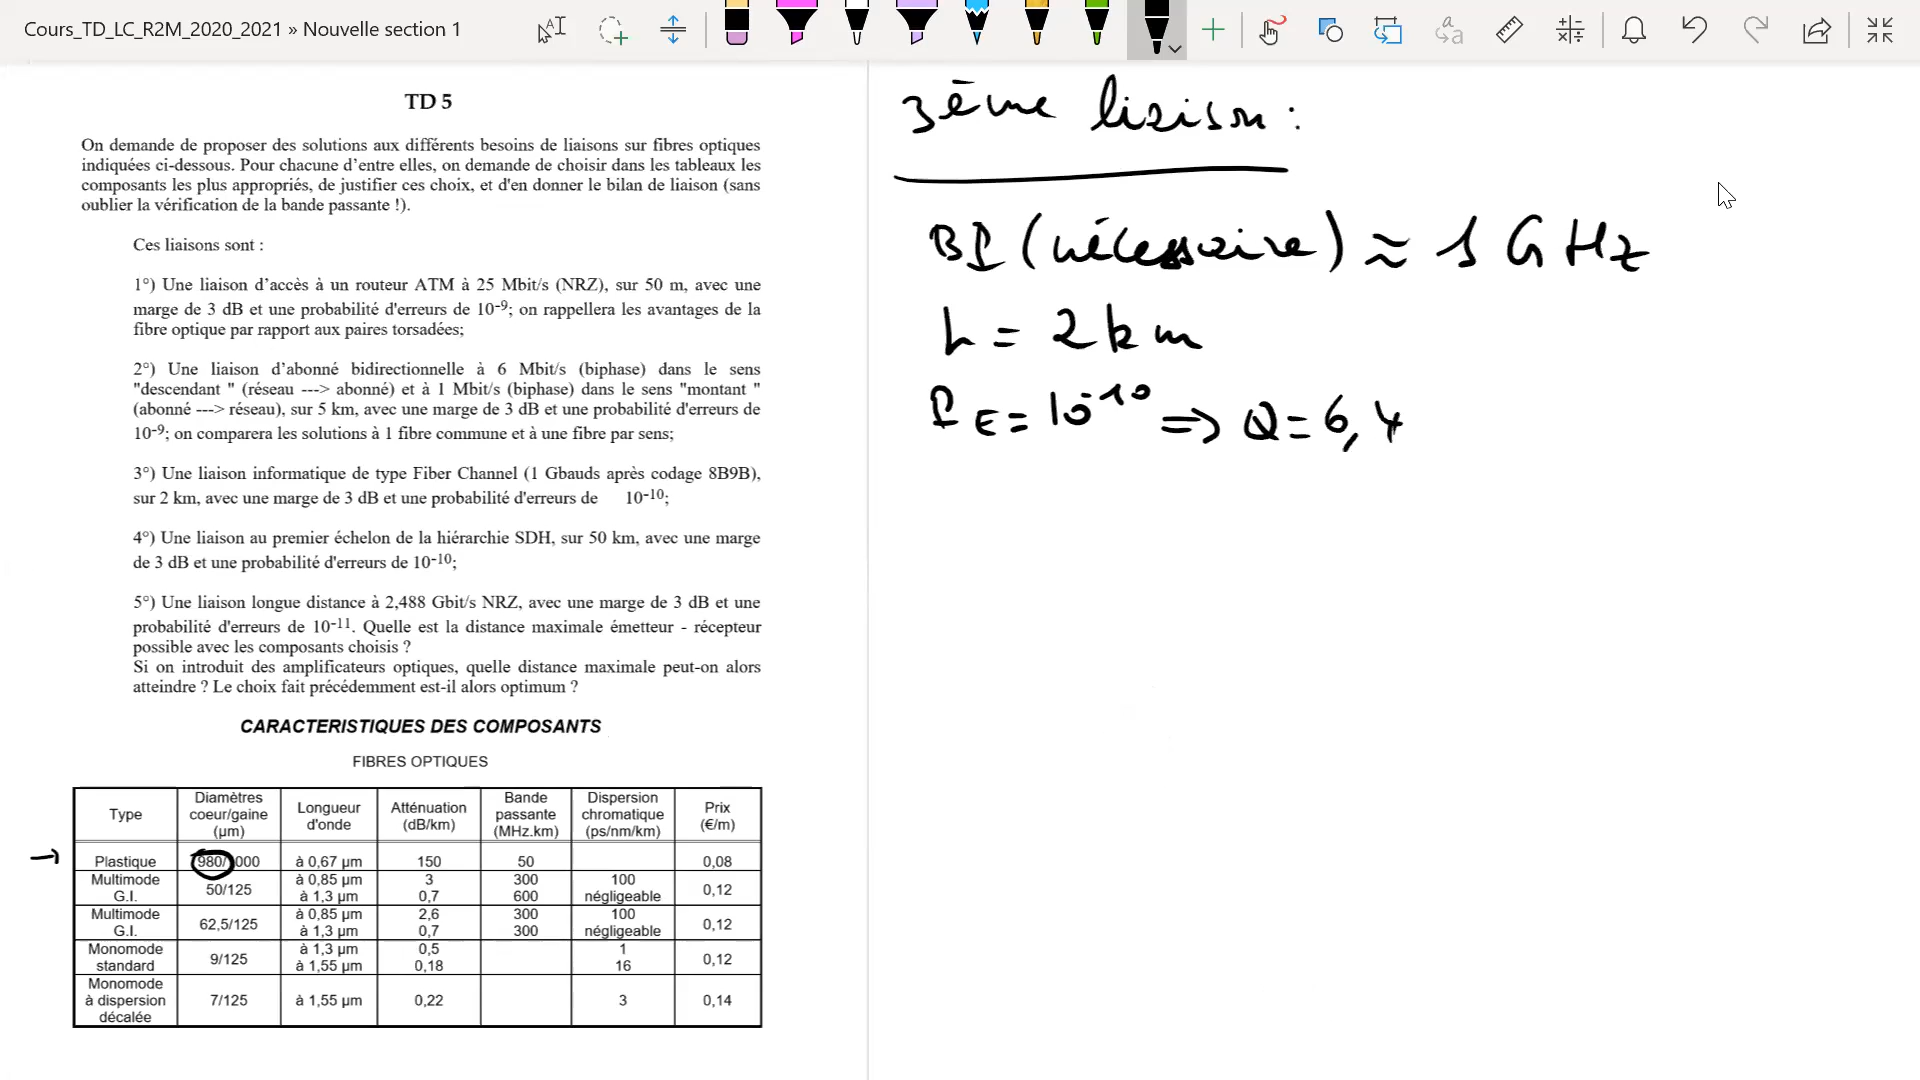 Cours_TD_LC_R2M_2020_2021 » Nouvelle section 1
TD 5
On demande de proposer des solutions aux différents besoins de liaisons sur fibres optiques
indiquées ci-dessous. Pour chacune d'entre elles, on demande de choisir dans les tableaux les
composants les plus appropriés, de justifier ces choix, et d'en donner le bilan de liaison (sans
oublier la vérification de la bande passante !).
Ces liaisons sont :
1°) Une liaison d'accès à un routeur ATM à 25 Mbit/s (NRZ), sur 50 m, avec une
marge de 3 dB et une probabilité d'erreurs de 10-9; on rappellera les avantages de la
fibre optique par rapport aux paires torsadées;
2°) Une liaison d'abonné bidirectionnelle à 6 Mbit/s (biphase) dans le sens
"descendant " (réseau ---> abonné) et à 1 Mbit/s (biphase) dans le sens "montant "
(abonné ---> réseau), sur 5 km, avec une marge de 3 dB et une probabilité d'erreurs de
10-9; on comparera les solutions à 1 fibre commune et à une fibre par sens;
3°) Une liaison informatique de type Fiber Channel (1 Gbauds après codage 8B9B),
sur 2 km, avec une marge de 3 dB et une probabilité d'erreurs de 10-10;
4°) Une liaison au premier échelon de la hiérarchie SDH, sur 50 km, avec une marge
de 3 dB et une probabilité d'erreurs de 10-10;
5°) Une liaison longue distance à 2,488 Gbit/s NRZ, avec une marge de 3 dB et une
probabilité d'erreurs de 10-11. Quelle est la distance maximale émetteur - récepteur
possible avec les composants choisis ?
Si on introduit des amplificateurs optiques, quelle distance maximale peut-on alors
atteindre ? Le choix fait précédemment est-il alors optimum ?
CARACTERISTIQUES DES COMPOSANTS
FIBRES OPTIQUES
Type Diamètres coeur/gaine (µm) Longueur d'onde Atténuation (dB/km) Bande passante (MHz.km) Dispersion chromatique (ps/nm/km) Prix (€/m)
Plastique 980/1000 à 0,67 µm 150 50 0,08
Multimode G.I. 50/125 à 0,85 µm 3 300 100 0,12
à 1,3 µm 0,7 600 négligeable
Multimode G.I. 62,5/125 à 0,85 µm 2,6 300 100 0,12
à 1,3 µm 0,7 300 négligeable
Monomode standard 9/125 à 1,3 µm 0,5 1 0,12
à 1,55 µm 0,18 16
Monomode à dispersion décalée 7/125 à 1,55 µm 0,22 3 0,14
3ème liaison :
BP (nécessaire) ≈ 1 GHz
L = 2 km
PE = 10-10 => Q = 6,4